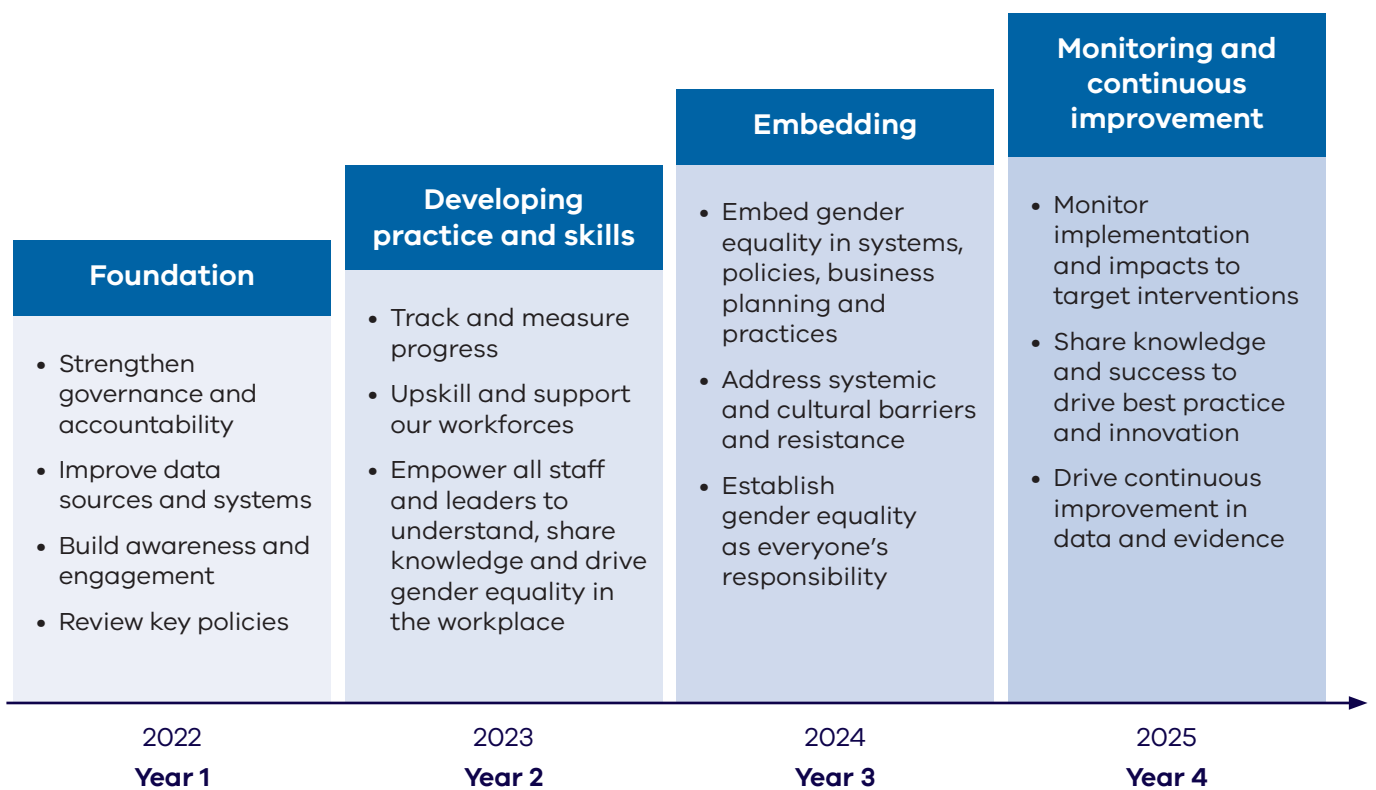 Foundation
• Strengthen
governance and
accountability
• Improve data
sources and systems
• Build awareness and
engagement
• Review key policies
2022
Year 1
Developing
practice and skills
• Track and measure
progress
• Upskill and support
our workforces
• Empower all staff
and leaders to
understand, share
knowledge and drive
gender equality in
the workplace
2023
Year 2
Embedding
• Embed gender
equality in systems,
policies, business
planning and
practices
• Address systemic
and cultural barriers
and resistance
• Establish
gender equality
as everyone’s
responsibility
2024
Year 3
Monitoring and
continuous
improvement
• Monitor
implementation
and impacts to
target interventions
• Share knowledge
and success to
drive best practice
and innovation
• Drive continuous
improvement in
data and evidence
2025
Year 4